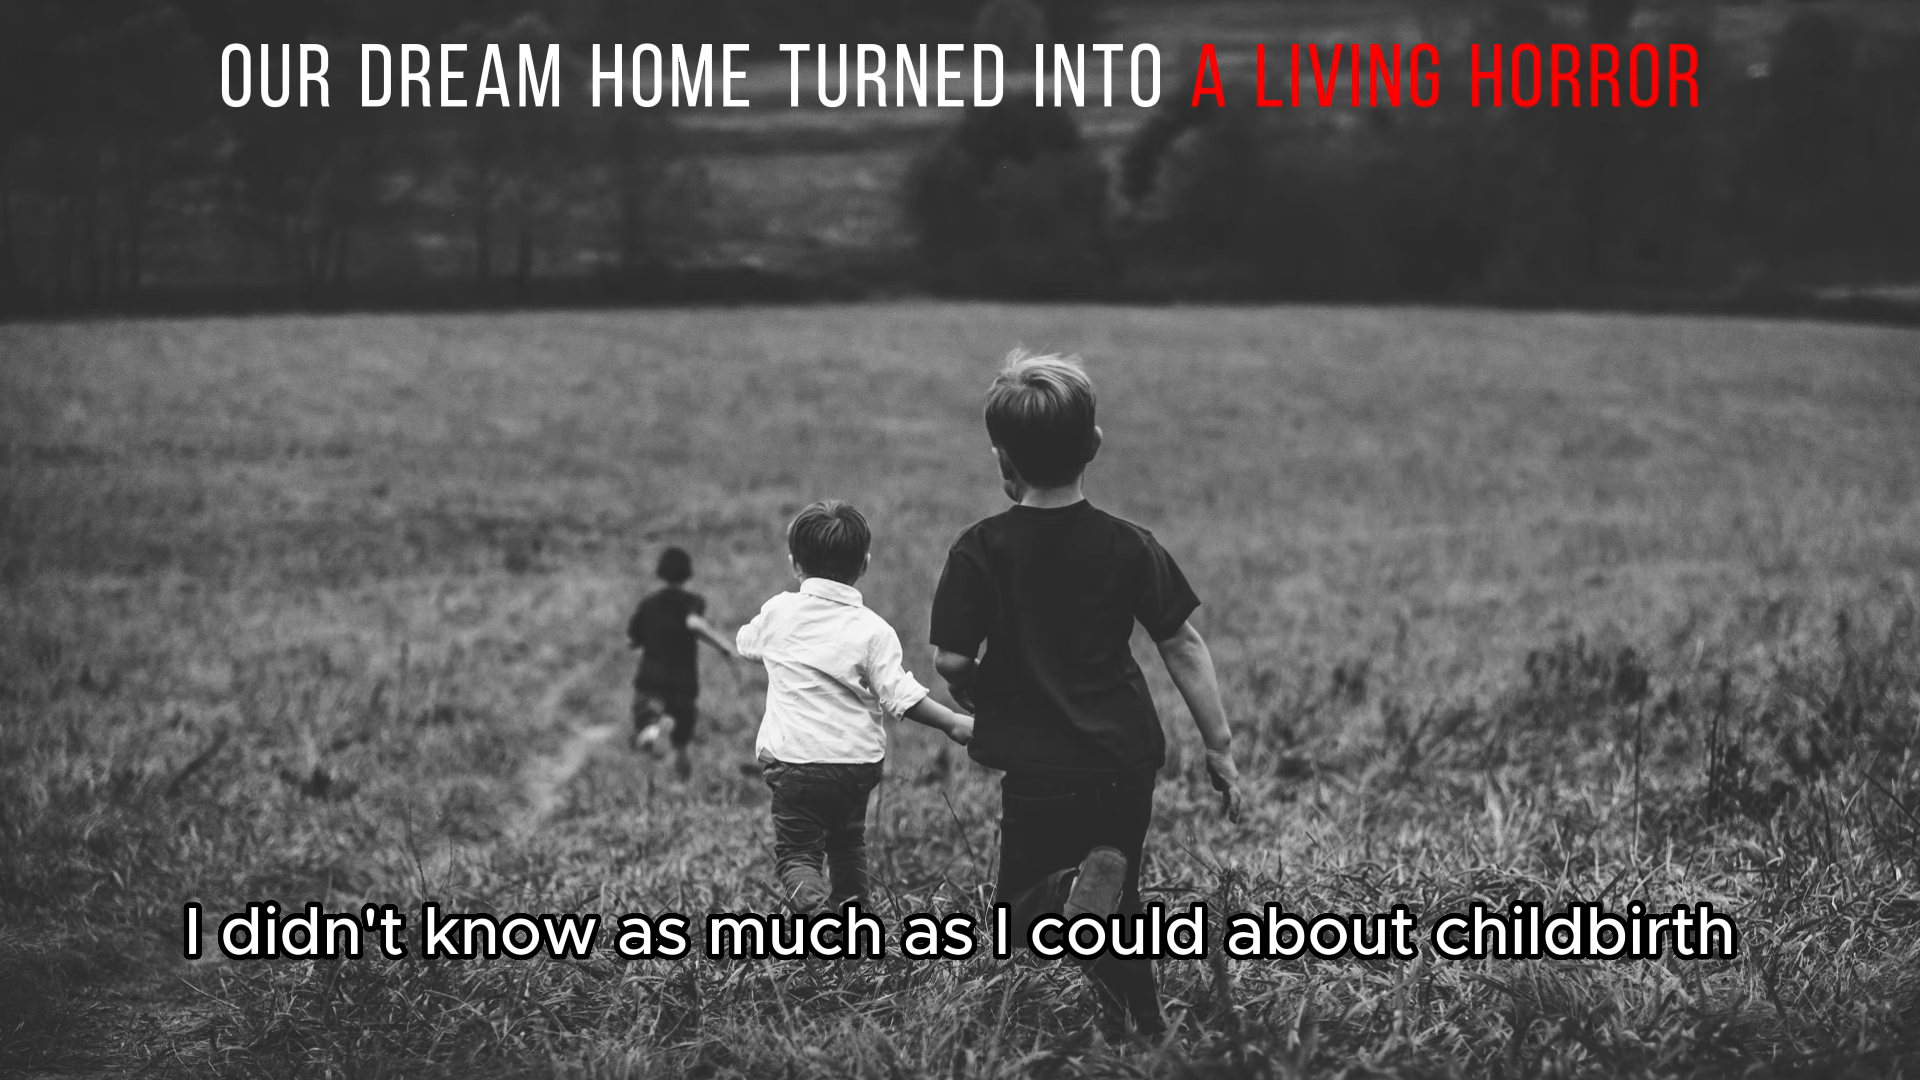 OUR DREAM HOME TURNED INTO A LIVING HORROR
I didn't know as much as I could about childbirth